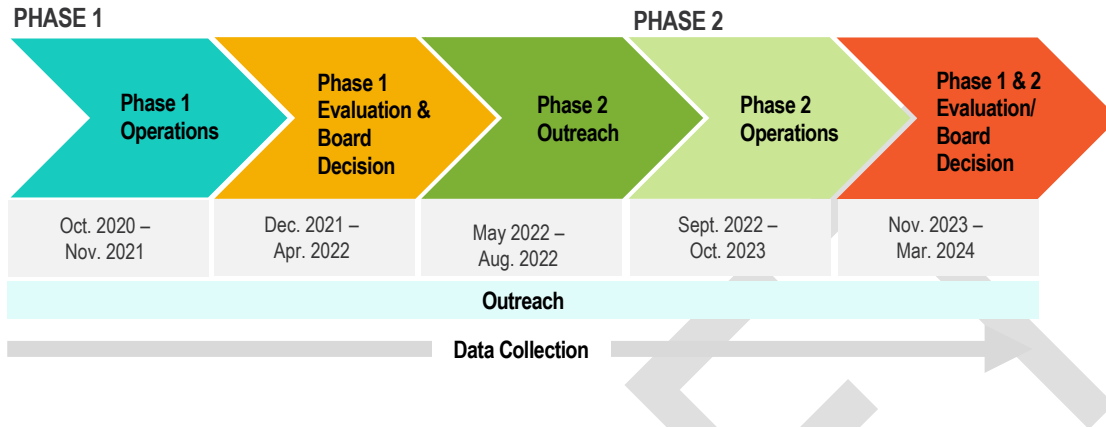 PHASE 1
PHASE 2
Phase 1
Operations
Phase 1
Evaluation &
Board
Decision
Phase 2
Outreach
Phase 2
Operations
Phase 1 & 2
Evaluation/
Board
Decision
Oct. 2020 –
Nov. 2021
Dec. 2021 –
Apr. 2022
May 2022 –
Aug. 2022
Sept. 2022 –
Oct. 2023
Nov. 2023 –
Mar. 2024
Outreach
Data Collection